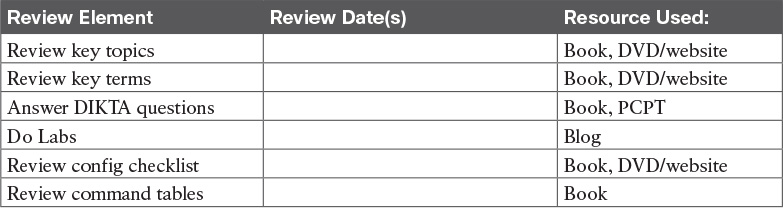 Review Element Review Date(s) Resource Used:
Review key topics Book, DVD/website
Review key terms Book, DVD/website
Answer DIKTA questions Book, PCPT
Do Labs Blog
Review config checklist Book, DVD/website
Review command tables Book